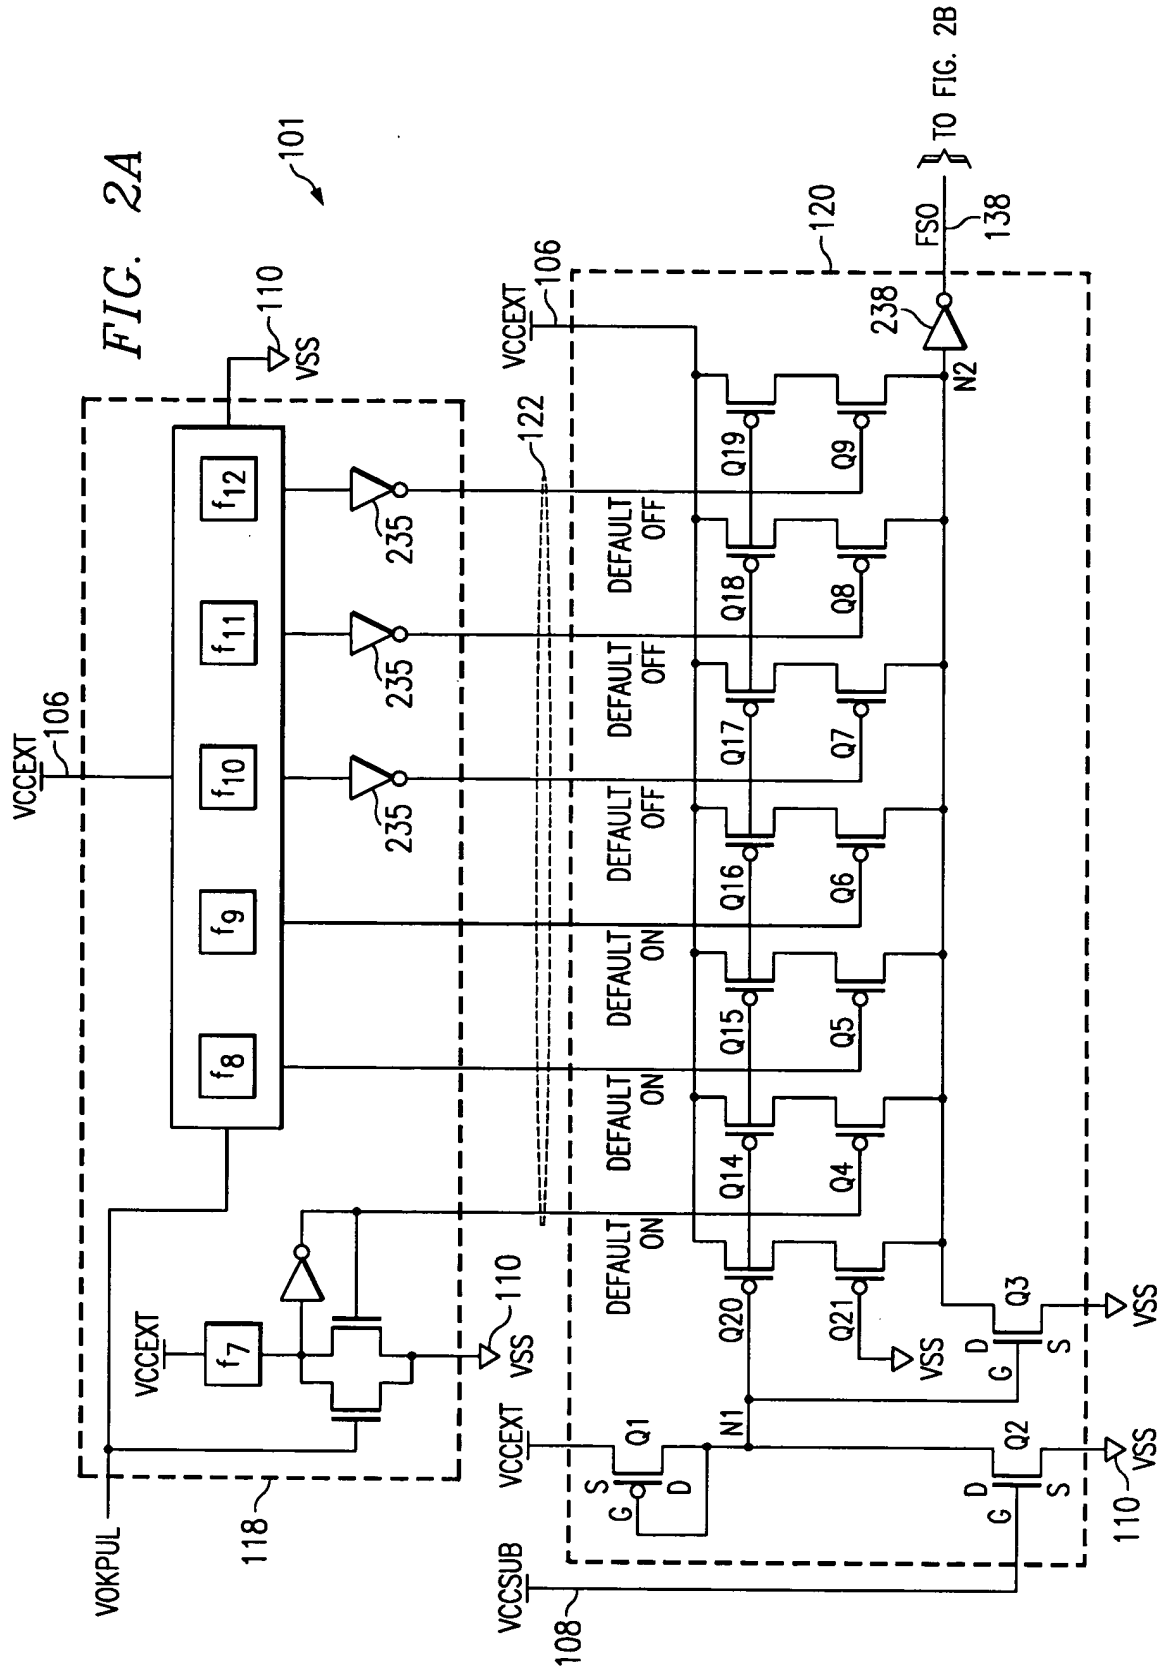 FIG. 2A
101
VCCEXT
106
110
VSS
f7
f8
f9
f10
f11
f12
VCCEXT
VOKPUL
118
235
235
235
110
VSS
122
VCCEXT
106
120
DEFAULT ON
DEFAULT ON
DEFAULT ON
DEFAULT OFF
DEFAULT OFF
DEFAULT OFF
VCCSUB
108
VCCEXT
S
G
D
Q1
N1
Q20
Q14
Q15
Q16
Q17
Q18
Q19
Q21
Q4
Q5
Q6
Q7
Q8
Q9
VSS
D
G
S
Q2
D
G
S
Q3
110
VSS
VSS
N2
238
FSO
138
TO FIG. 2B